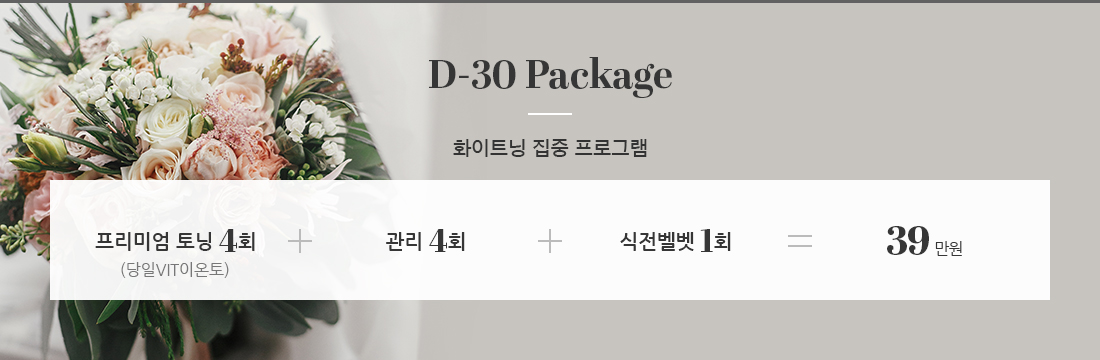 D-30 Package
화이트닝 집중 프로그램
프리미엄 토닝 4회 + 관리 4회 + 식전벨벳 1회 = 39 만원
(당일VIT이온토)